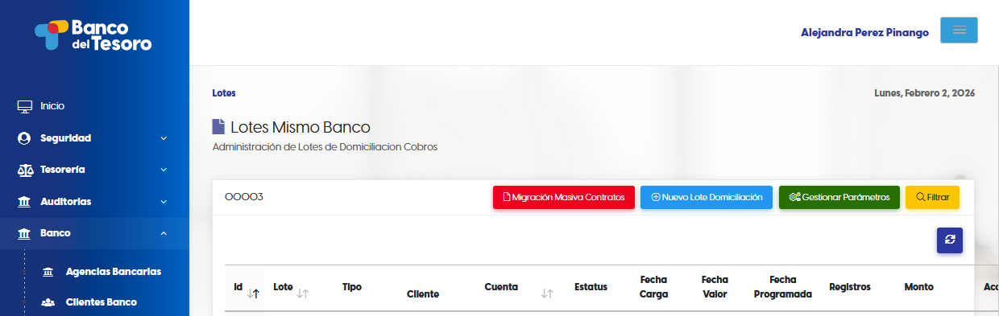 Banco
del Tesoro
Alejandra Perez Pinango
Inicio
Seguridad
Tesorería
Auditorias
Banco
Agencias Bancarias
Clientes Banco
Lotes
Lunes, Febrero 2, 2026
Lotes Mismo Banco
Administración de Lotes de Domiciliacion Cobros
00003
Migración Masiva Contratos
Nuevo Lote Domiciliación
Gestionar Parámetros
Filtrar
Id
Lote
Tipo
Cliente
Cuenta
Estatus
Fecha
Carga
Fecha
Valor
Fecha
Programada
Registros
Monto